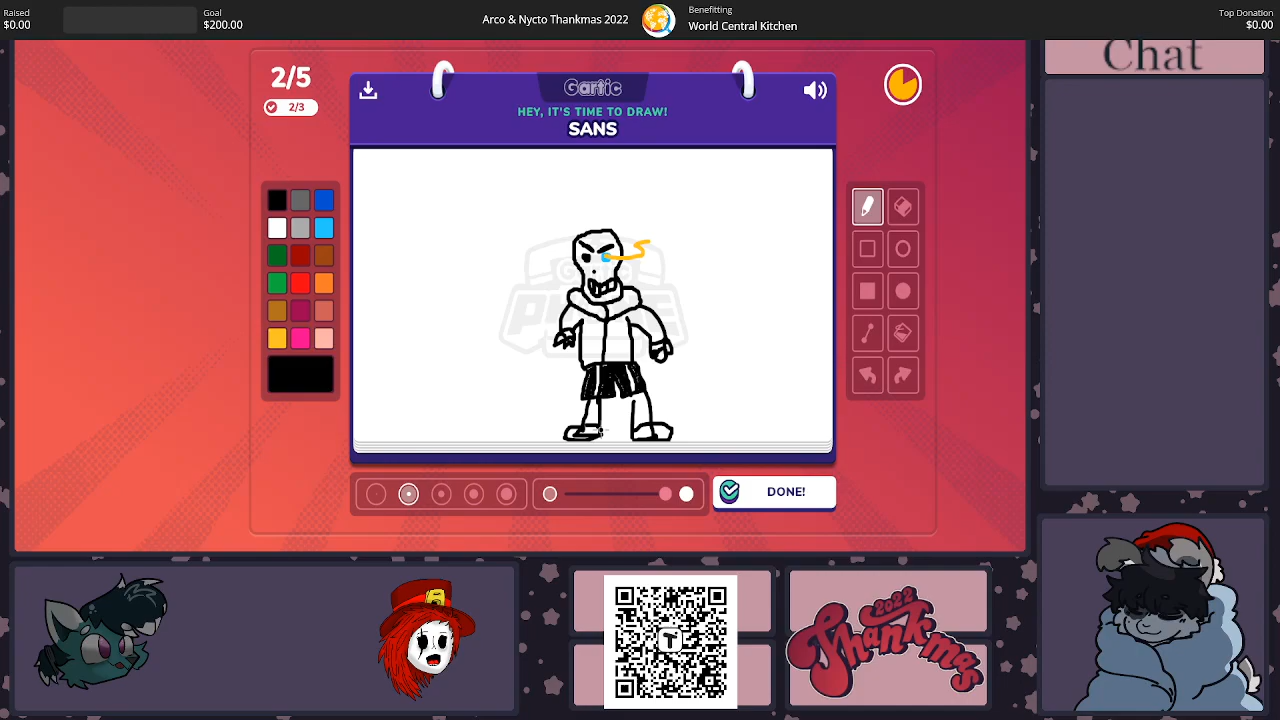 Raised
$0.00
Goal
$200.00
Arco & Nycto Thankmas 2022
Benefitting
World Central Kitchen
Top Donation
$0.00
Chat
2/5
2/3
Gartic
HEY, IT'S TIME TO DRAW!
SANS
DONE!
T
2022
Thankmas